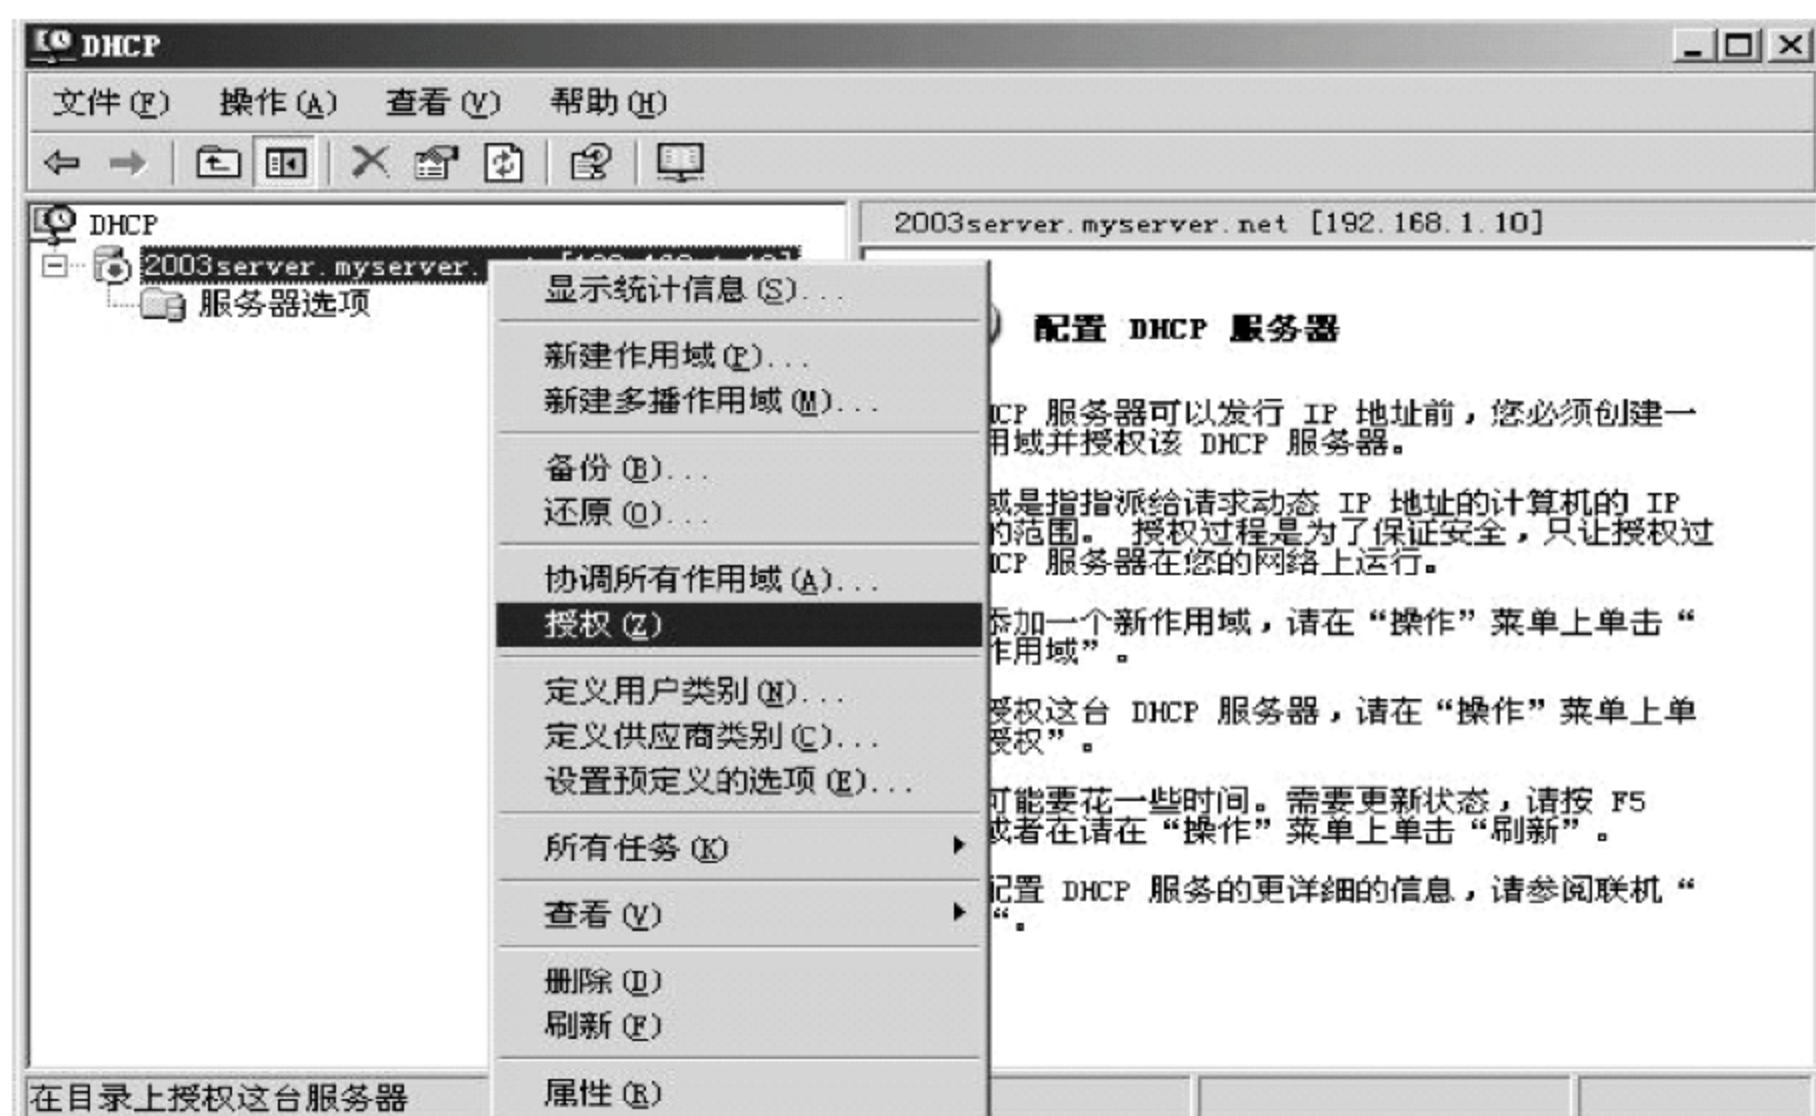 DHCP
文件(F) 操作(A) 查看(V) 帮助(H)
DHCP
2003server.myserver.
服务器选项
显示统计信息(S)...
新建作用域(P)...
新建多播作用域(M)...
备份(B)...
还原(O)...
协调所有作用域(A)...
授权(Z)
定义用户类别(N)...
定义供应商类别(C)...
设置预定义的选项(E)...
所有任务(K)
查看(V)
删除(D)
刷新(F)
属性(R)
2003server.myserver.net [192.168.1.10]
配置 DHCP 服务器
CP 服务器可以发行 IP 地址前，您必须创建一
用域并授权该 DHCP 服务器。
或是指指派给请求动态 IP 地址的计算机的 IP
的范围。 授权过程是为了保证安全，只让授权过
CP 服务器在您的网络上运行。
添加一个新作用域，请在“操作”菜单上单击“
作用域”。
授权这台 DHCP 服务器，请在“操作”菜单上单
授权”。
可能要花一些时间。需要更新状态，请按 F5
或者在请在“操作”菜单上单击“刷新”。
配置 DHCP 服务的更详细的信息，请参阅联机“
“。
在目录上授权这台服务器